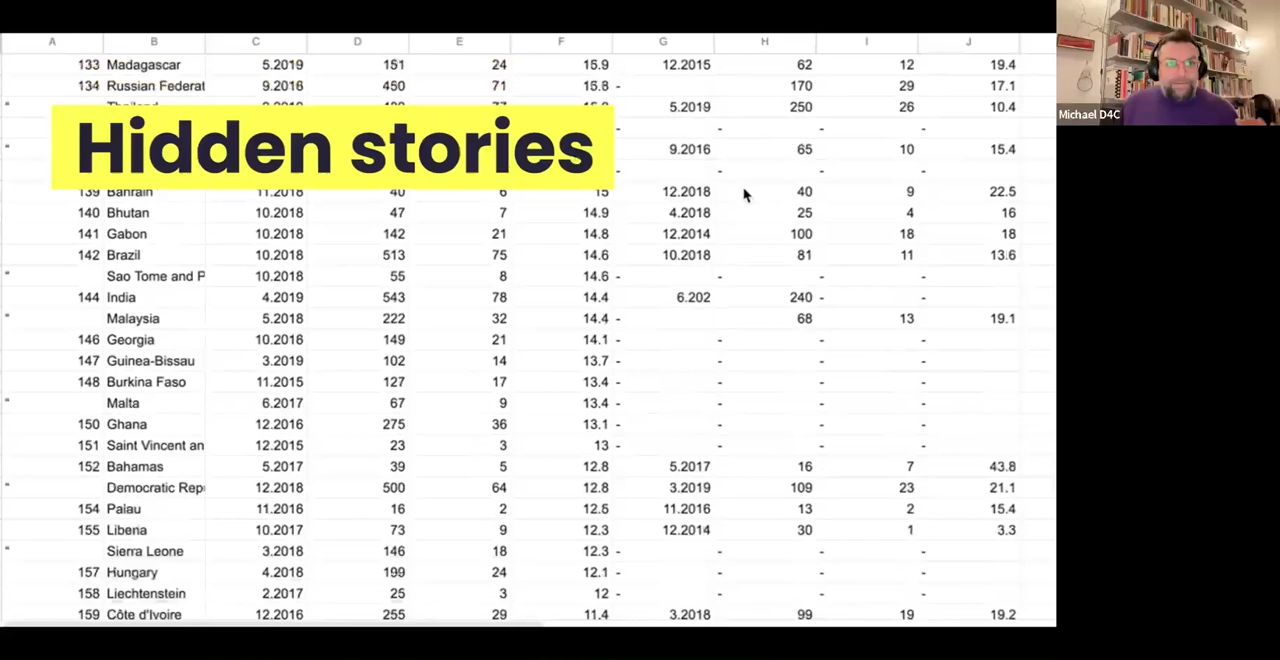 A B C D E F G H I J
133 Madagascar 5.2019 151 24 15.9 12.2015 62 12 19.4
134 Russian Federat 9.2016 450 71 15.8 - 170 29 17.1
" 5.2019 250 26 10.4
Hidden stories
- - - -
" 9.2016 65 10 15.4
- - - -
139 Bahrain 11.2018 40 6 15 12.2018 40 9 22.5
140 Bhutan 10.2018 47 7 14.9 4.2018 25 4 16
141 Gabon 10.2018 142 21 14.8 12.2014 100 18 18
142 Brazil 10.2018 513 75 14.6 10.2018 81 11 13.6
" Sao Tome and P 10.2018 55 8 14.6 - - - -
144 India 4.2019 543 78 14.4 6.202 240 - -
" Malaysia 5.2018 222 32 14.4 - 68 13 19.1
146 Georgia 10.2016 149 21 14.1 - - - -
147 Guinea-Bissau 3.2019 102 14 13.7 - - - -
148 Burkina Faso 11.2015 127 17 13.4 - - - -
" Malta 6.2017 67 9 13.4 - - - -
150 Ghana 12.2016 275 36 13.1 - - - -
151 Saint Vincent an 12.2015 23 3 13 - - - -
152 Bahamas 5.2017 39 5 12.8 5.2017 16 7 43.8
" Democratic Rep 12.2018 500 64 12.8 3.2019 109 23 21.1
154 Palau 11.2016 16 2 12.5 11.2016 13 2 15.4
155 Liberia 10.2017 73 9 12.3 12.2014 30 1 3.3
" Sierra Leone 3.2018 146 18 12.3 - - - -
157 Hungary 4.2018 199 24 12.1 - - - -
158 Liechtenstein 2.2017 25 3 12 - - - -
159 Côte d'Ivoire 12.2016 255 29 11.4 3.2018 99 19 19.2
Michael D4C